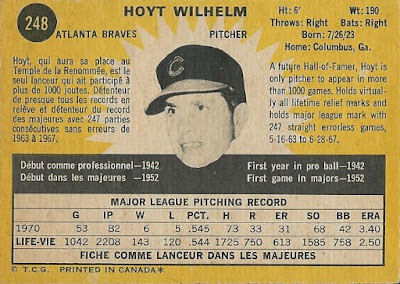 248
HOYT WILHELM
ATLANTA BRAVES PITCHER
Ht: 6' Wt: 190
Throws: Right Bats: Right
Born: 7/26/23
Home: Columbus, Ga.
Hoyt, qui aura sa place au
Temple de la Renommée, est le
seul lanceur qui ait participé à
plus de 1000 joutes. Détenteur
de presque tous les records en
relève et détenteur du record
des majeures avec 247 parties
consécutives sans erreurs de
1963 à 1967.
A future Hall-of-Famer, Hoyt is
only pitcher to appear in more
than 1000 games. Holds virtual-
ly all lifetime relief marks and
holds major league mark with
247 straight errorless games,
5-16-63 to 6-28-67.
Début comme professionnel—1942
Début dans les majeures —1952
First year in pro ball—1942
First game in majors—1952
MAJOR LEAGUE PITCHING RECORD
G IP W L PCT. H R ER SO BB ERA
1970 53 82 6 5 .545 73 33 31 68 42 3.40
LIFE-VIE 1042 2208 143 120 .544 1725 750 613 1585 758 2.50
FICHE COMME LANCEUR DANS LES MAJEURES
© T.C.G. PRINTED IN CANADA*